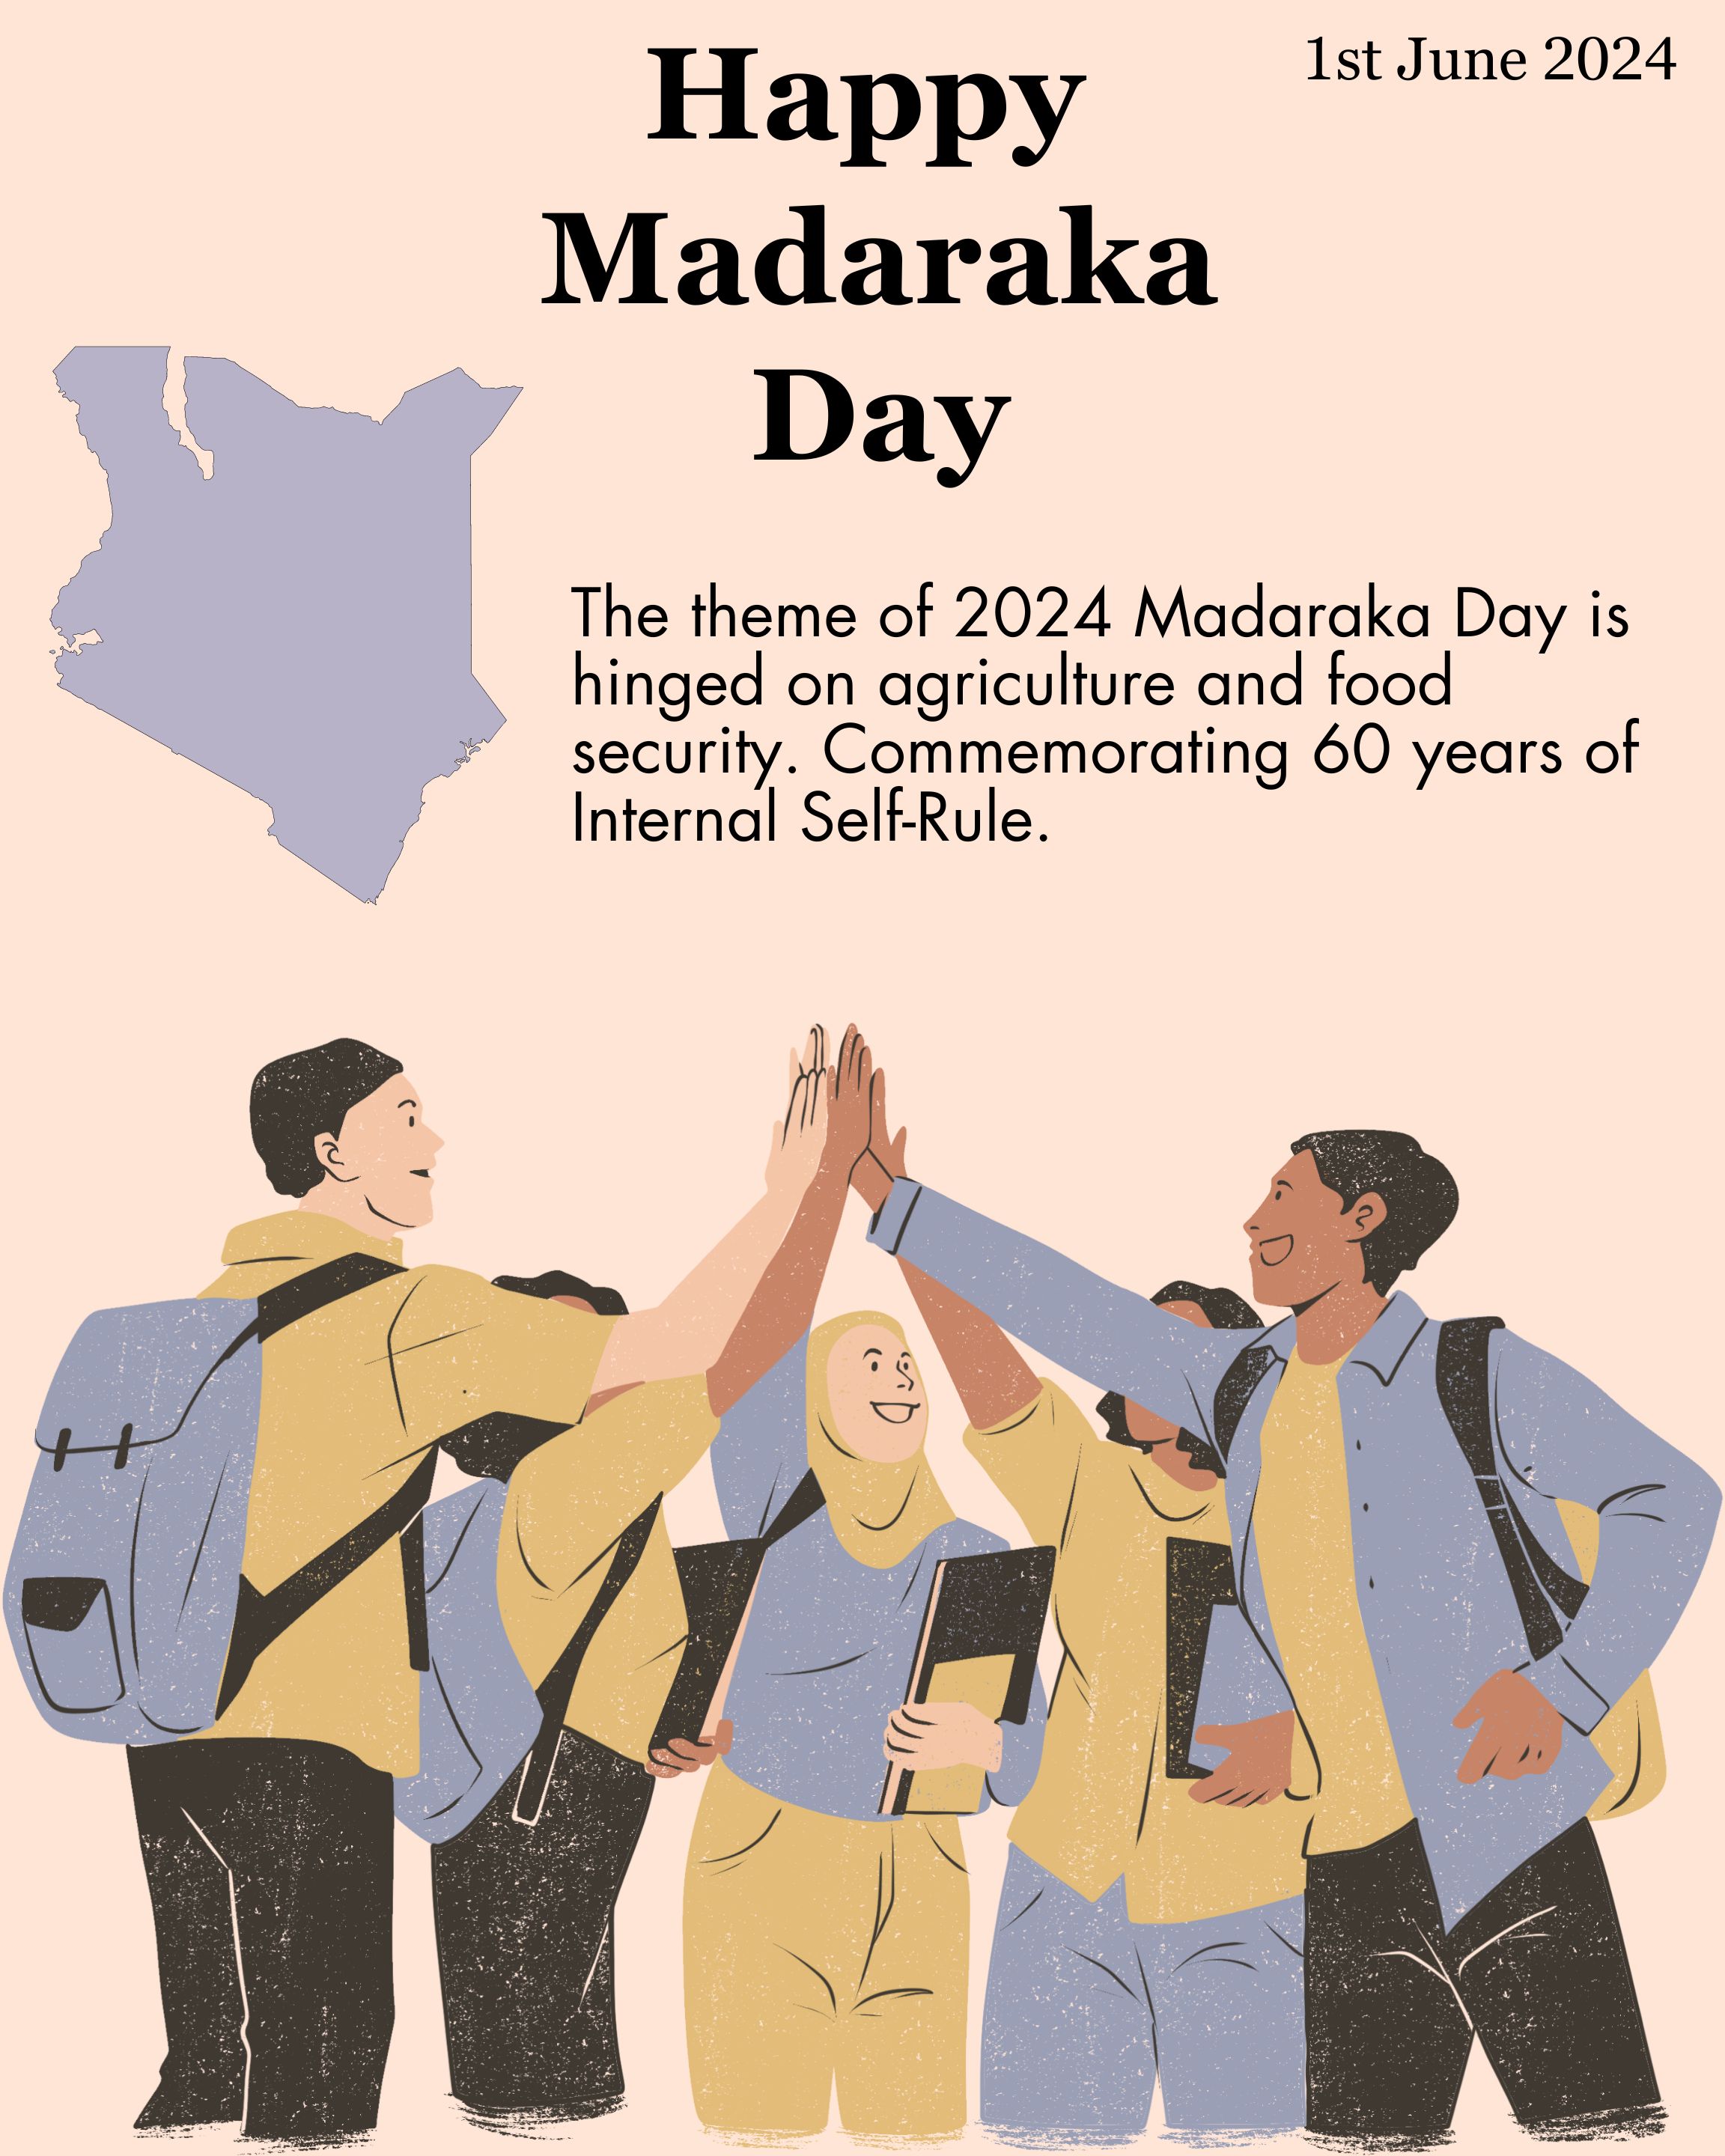 1st June 2024
Happy
Madaraka
Day
The theme of 2024 Madaraka Day is
hinged on agriculture and food
security. Commemorating 60 years of
Internal Self-Rule.